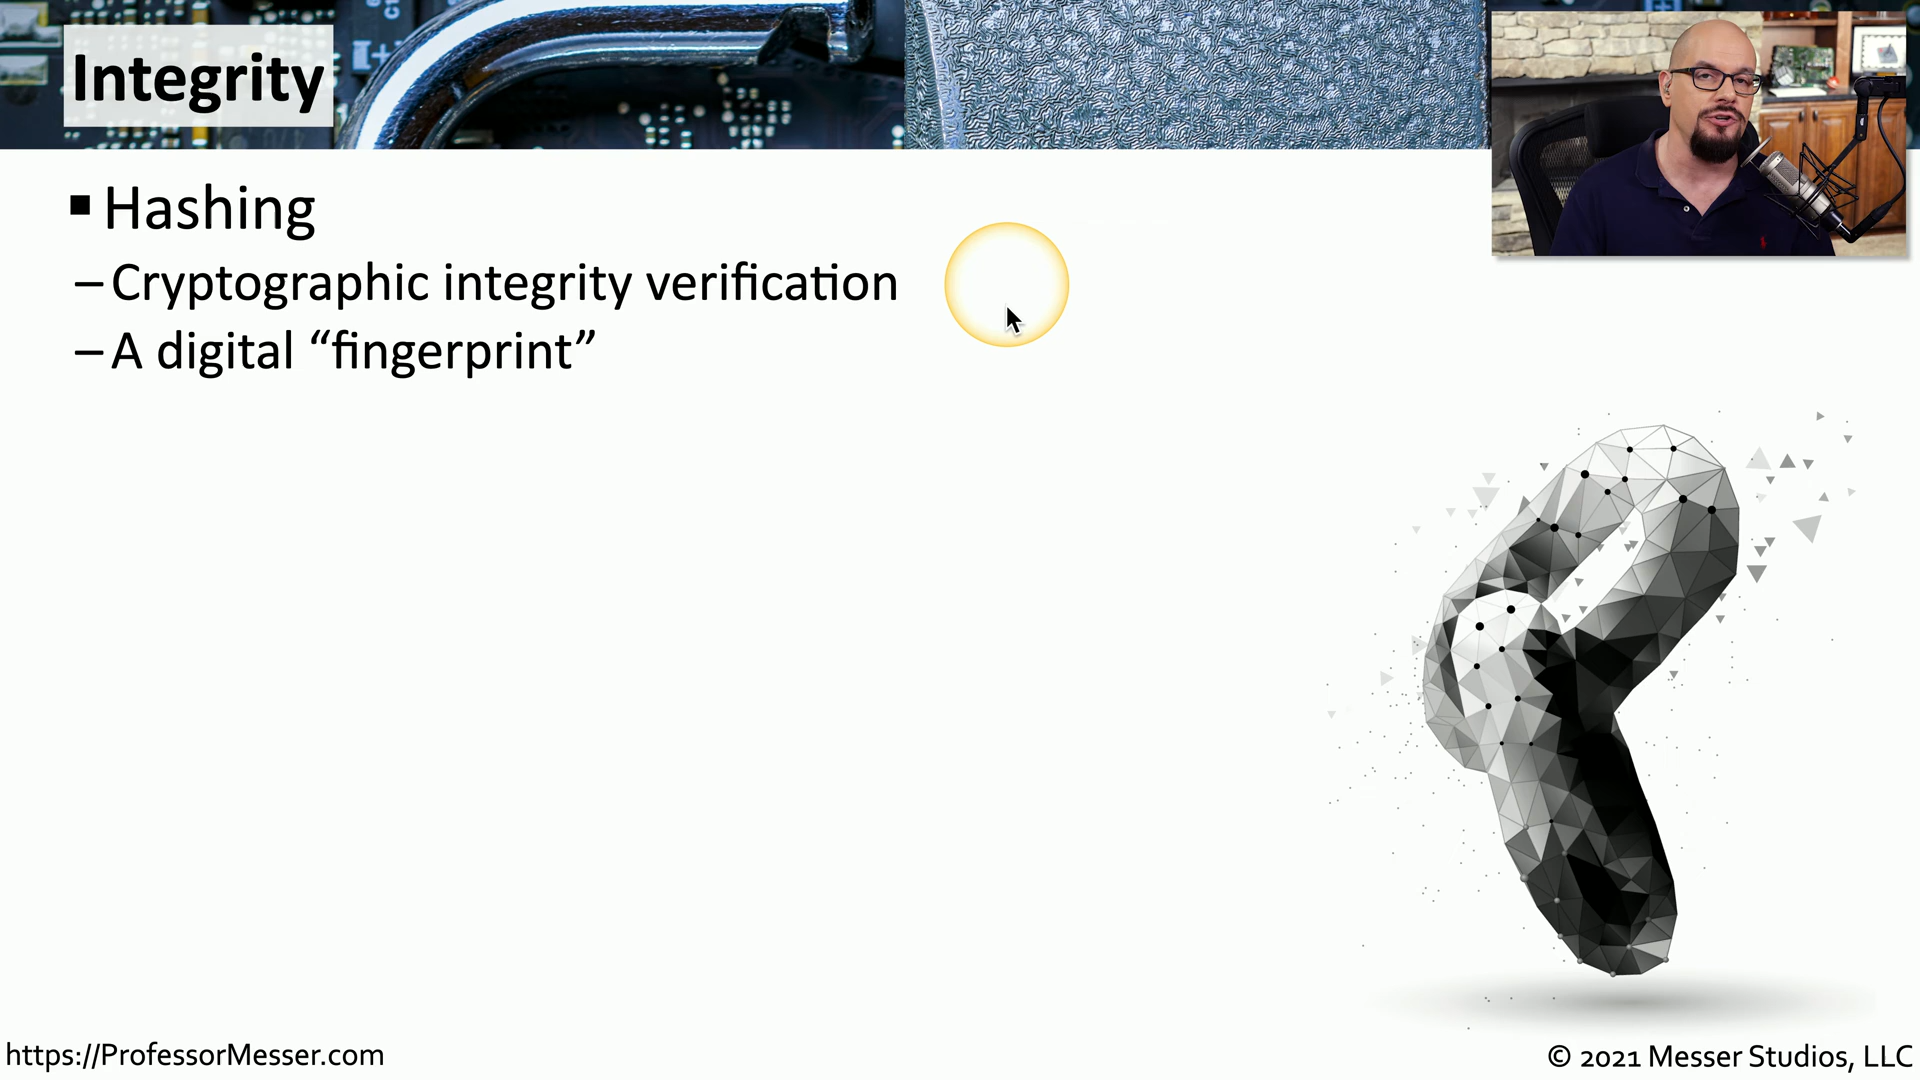 Integrity
▪ Hashing
– Cryptographic integrity verification
– A digital “fingerprint”
https://ProfessorMesser.com
© 2021 Messer Studios, LLC